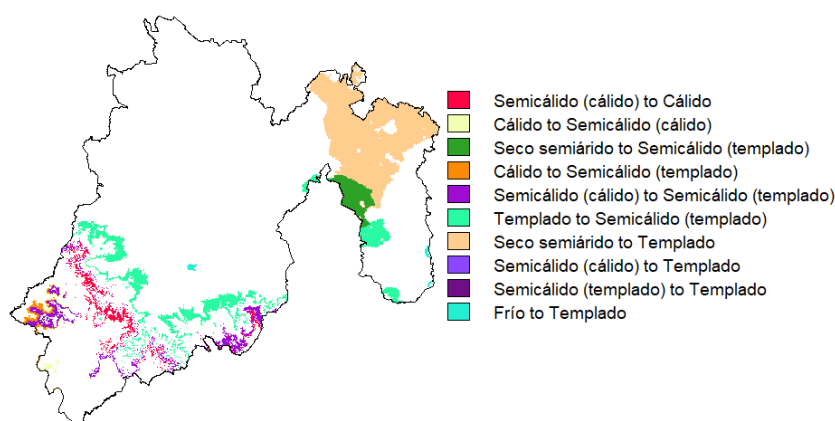 Semicálido (cálido) to Cálido
Cálido to Semicálido (cálido)
Seco semiárido to Semicálido (templado)
Cálido to Semicálido (templado)
Semicálido (cálido) to Semicálido (templado)
Templado to Semicálido (templado)
Seco semiárido to Templado
Semicálido (cálido) to Templado
Semicálido (templado) to Templado
Frío to Templado